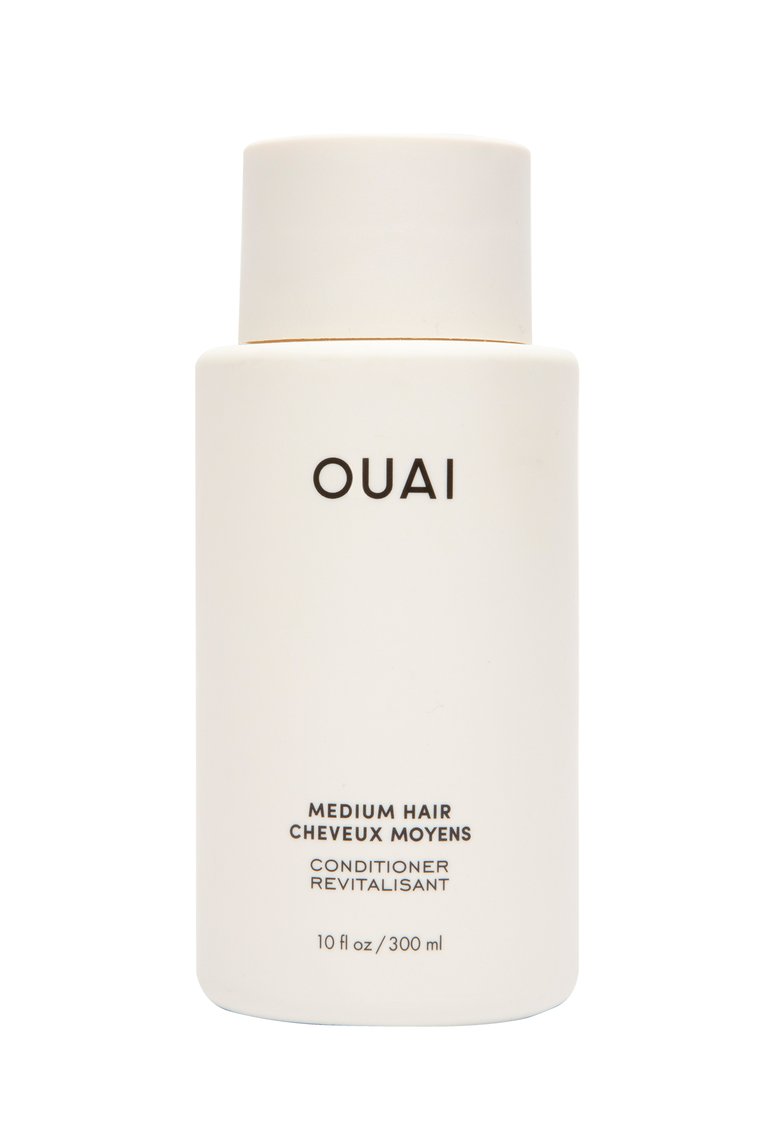 OUAI
MEDIUM HAIR
CHEVEUX MOYENS
CONDITIONER
REVITALISANT
10 fl oz / 300 ml